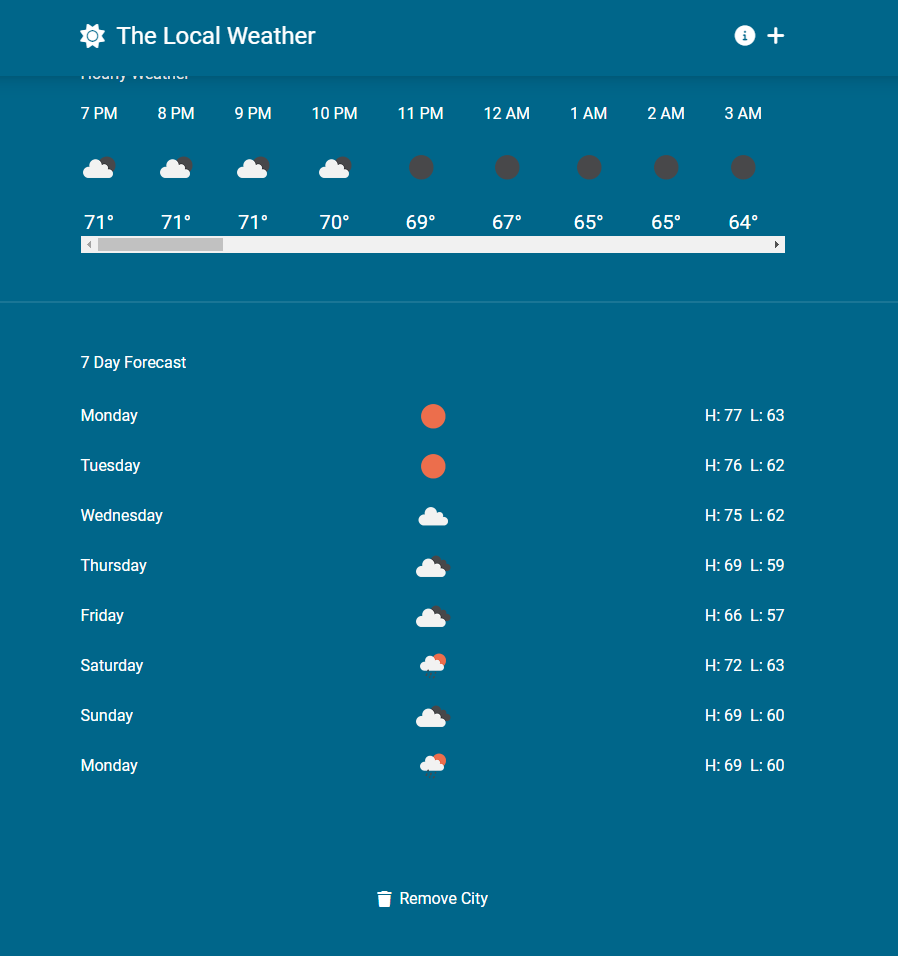 The Local Weather
Hourly Weather
7 PM 8 PM 9 PM 10 PM 11 PM 12 AM 1 AM 2 AM 3 AM
71° 71° 71° 70° 69° 67° 65° 65° 64°
7 Day Forecast
Monday H: 77 L: 63
Tuesday H: 76 L: 62
Wednesday H: 75 L: 62
Thursday H: 69 L: 59
Friday H: 66 L: 57
Saturday H: 72 L: 63
Sunday H: 69 L: 60
Monday H: 69 L: 60
Remove City